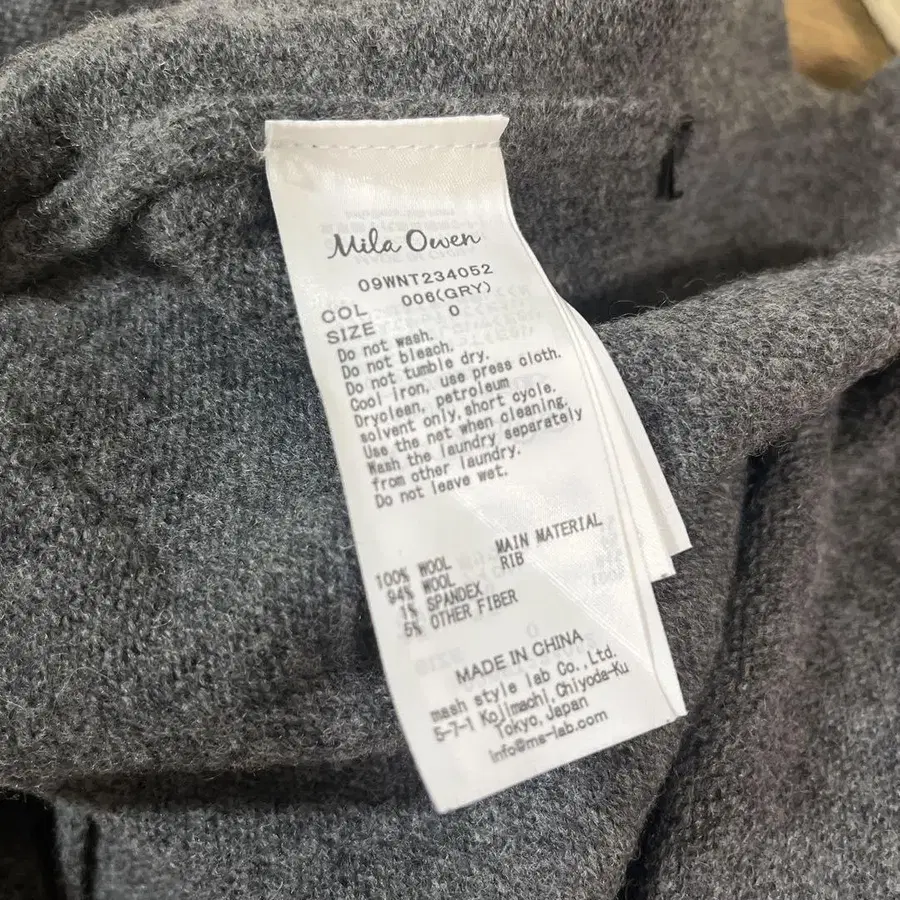 Mila Owen
09WNT234052
COL 006(GRY)
SIZE 0
Do not wash.
Do not bleach.
Do not tumble dry.
Cool iron, use press cloth.
Dryclean, petroleum
solvent only, short cycle.
Use the net when cleaning.
Wash the laundry separately
from other laundry.
Do not leave wet.
100% WOOL MAIN MATERIAL
94% WOOL RIB
1% SPANDEX
5% OTHER FIBER
MADE IN CHINA
mash style lab Co., Ltd.
5-7-1 Kojimachi, Chiyoda-Ku
Tokyo, Japan
info@ms-lab.com